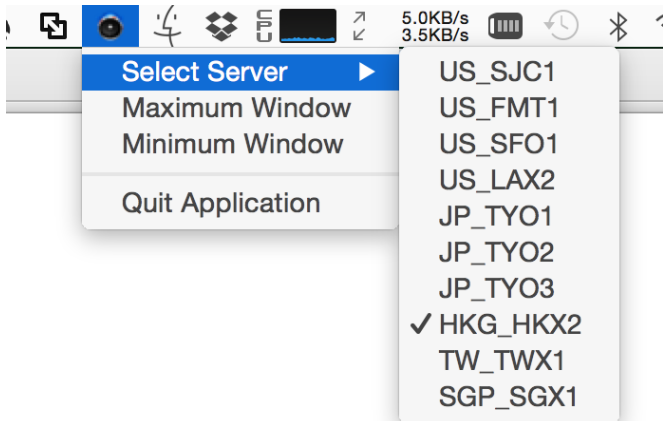 CPU
5.0KB/s
3.5KB/s
Select Server
Maximum Window
Minimum Window
Quit Application
US_SJC1
US_FMT1
US_SFO1
US_LAX2
JP_TYO1
JP_TYO2
JP_TYO3
HKG_HKX2
TW_TWX1
SGP_SGX1